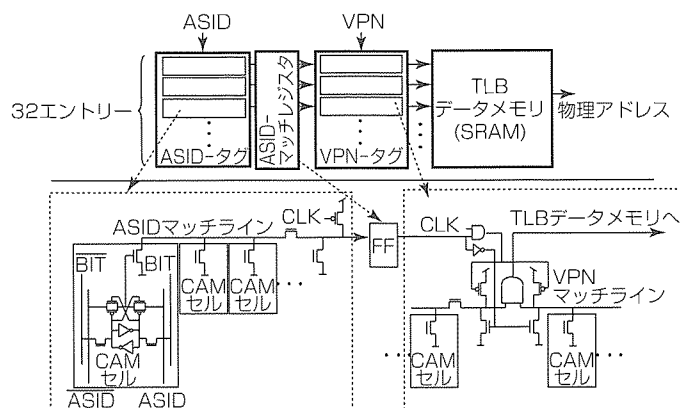 ASID
VPN
32エントリー
ASID-タグ
ASID-
マッチレジスタ
VPN-タグ
TLB
データメモリ
(SRAM)
物理アドレス
ASIDマッチライン
CLK
FF
CLK
TLBデータメモリへ
BIT
BIT
CAM
セル
CAM
セル
CAM
セル
VPN
マッチライン
CAM
セル
CAM
セル
ASID
ASID